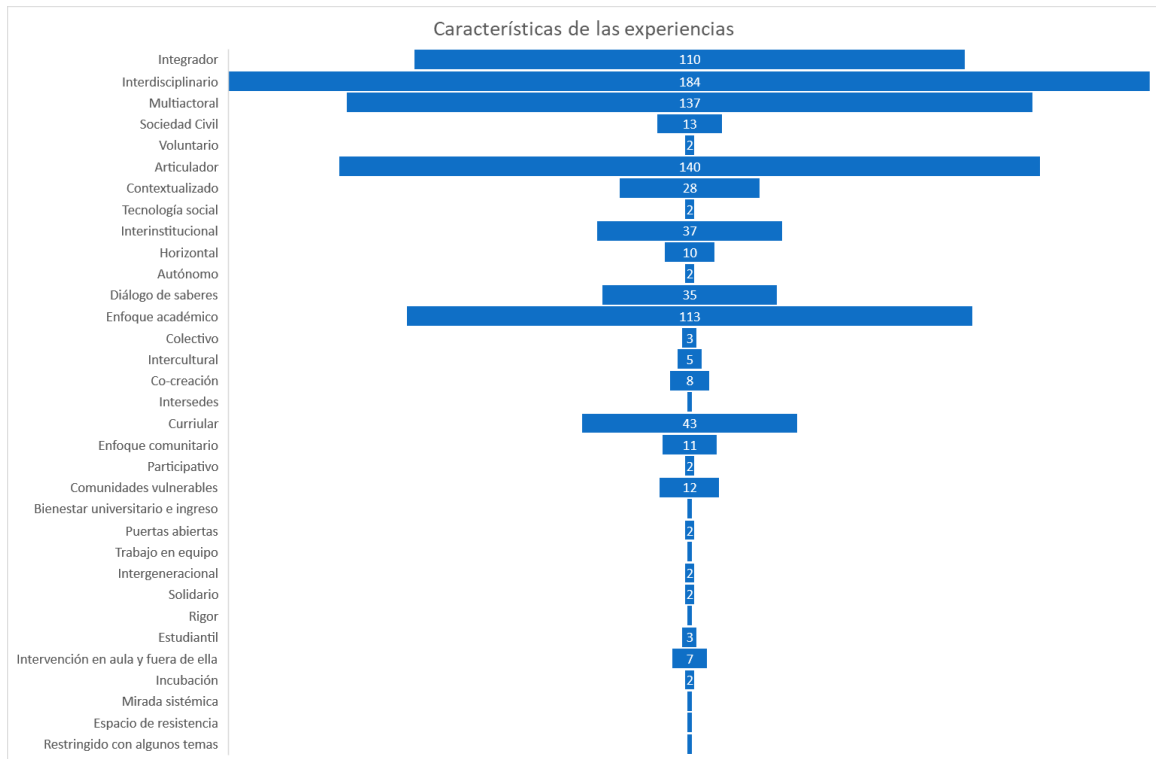 Características de las experiencias
Integrador 110
Interdisciplinario 184
Multiactoral 137
Sociedad Civil 13
Voluntario 2
Articulador 140
Contextualizado 28
Tecnología social 2
Interinstitucional 37
Horizontal 10
Autónomo 2
Diálogo de saberes 35
Enfoque académico 113
Colectivo 3
Intercultural 5
Co-creación 8
Intersedes
Curriular 43
Enfoque comunitario 11
Participativo 2
Comunidades vulnerables 12
Bienestar universitario e ingreso
Puertas abiertas 2
Trabajo en equipo
Intergeneracional 2
Solidario 2
Rigor
Estudiantil 3
Intervención en aula y fuera de ella 7
Incubación 2
Mirada sistémica
Espacio de resistencia
Restringido con algunos temas